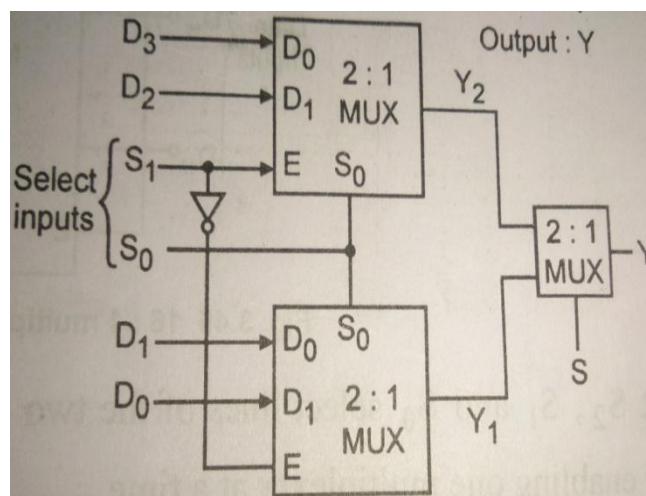 D3
D2
Select inputs
S1
S0
D1
D0
D0
D1
E
2 : 1
MUX
S0
Y2
Output : Y
S0
D0
D1
E
2 : 1
MUX
Y1
2 : 1
MUX
S
Y